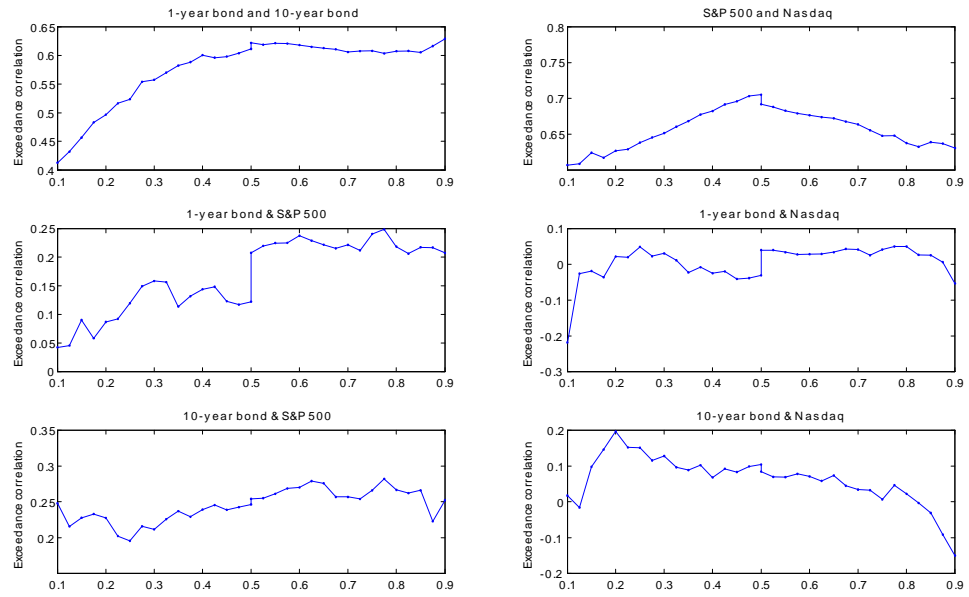 1-year bond and 10-year bond
Exceedance correlation
0.65
0.6
0.55
0.5
0.45
0.4
0.1 0.2 0.3 0.4 0.5 0.6 0.7 0.8 0.9
S&P 500 and Nasdaq
Exceedance correlation
0.8
0.75
0.7
0.65
0.1 0.2 0.3 0.4 0.5 0.6 0.7 0.8 0.9
1-year bond & S&P 500
Exceedance correlation
0.25
0.2
0.15
0.1
0.05
0
0.1 0.2 0.3 0.4 0.5 0.6 0.7 0.8 0.9
1-year bond & Nasdaq
Exceedance correlation
0.1
0
-0.1
-0.2
-0.3
0.1 0.2 0.3 0.4 0.5 0.6 0.7 0.8 0.9
10-year bond & S&P 500
Exceedance correlation
0.35
0.3
0.25
0.2
0.1 0.2 0.3 0.4 0.5 0.6 0.7 0.8 0.9
10-year bond & Nasdaq
Exceedance correlation
0.2
0.1
0
-0.1
-0.2
0.1 0.2 0.3 0.4 0.5 0.6 0.7 0.8 0.9